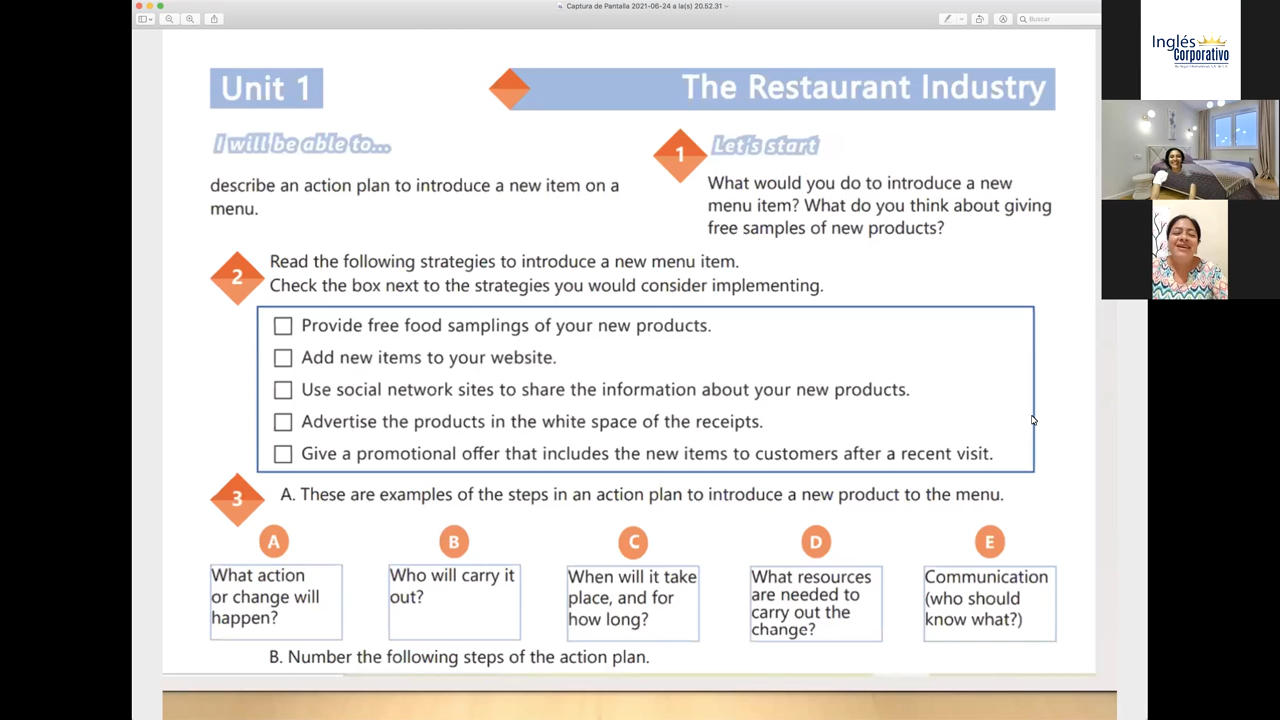 Captura de Pantalla 2021-06-24 a la(s) 20.52.31
Buscar
Inglés
Corporativo
Unit 1
The Restaurant Industry
I will be able to...
describe an action plan to introduce a new item on a
menu.
1
Let's start
What would you do to introduce a new
menu item? What do you think about giving
free samples of new products?
2
Read the following strategies to introduce a new menu item.
Check the box next to the strategies you would consider implementing.
Provide free food samplings of your new products.
Add new items to your website.
Use social network sites to share the information about your new products.
Advertise the products in the white space of the receipts.
Give a promotional offer that includes the new items to customers after a recent visit.
3
A. These are examples of the steps in an action plan to introduce a new product to the menu.
A
What action
or change will
happen?
B
Who will carry it
out?
C
When will it take
place, and for
how long?
D
What resources
are needed to
carry out the
change?
E
Communication
(who should
know what?)
B. Number the following steps of the action plan.